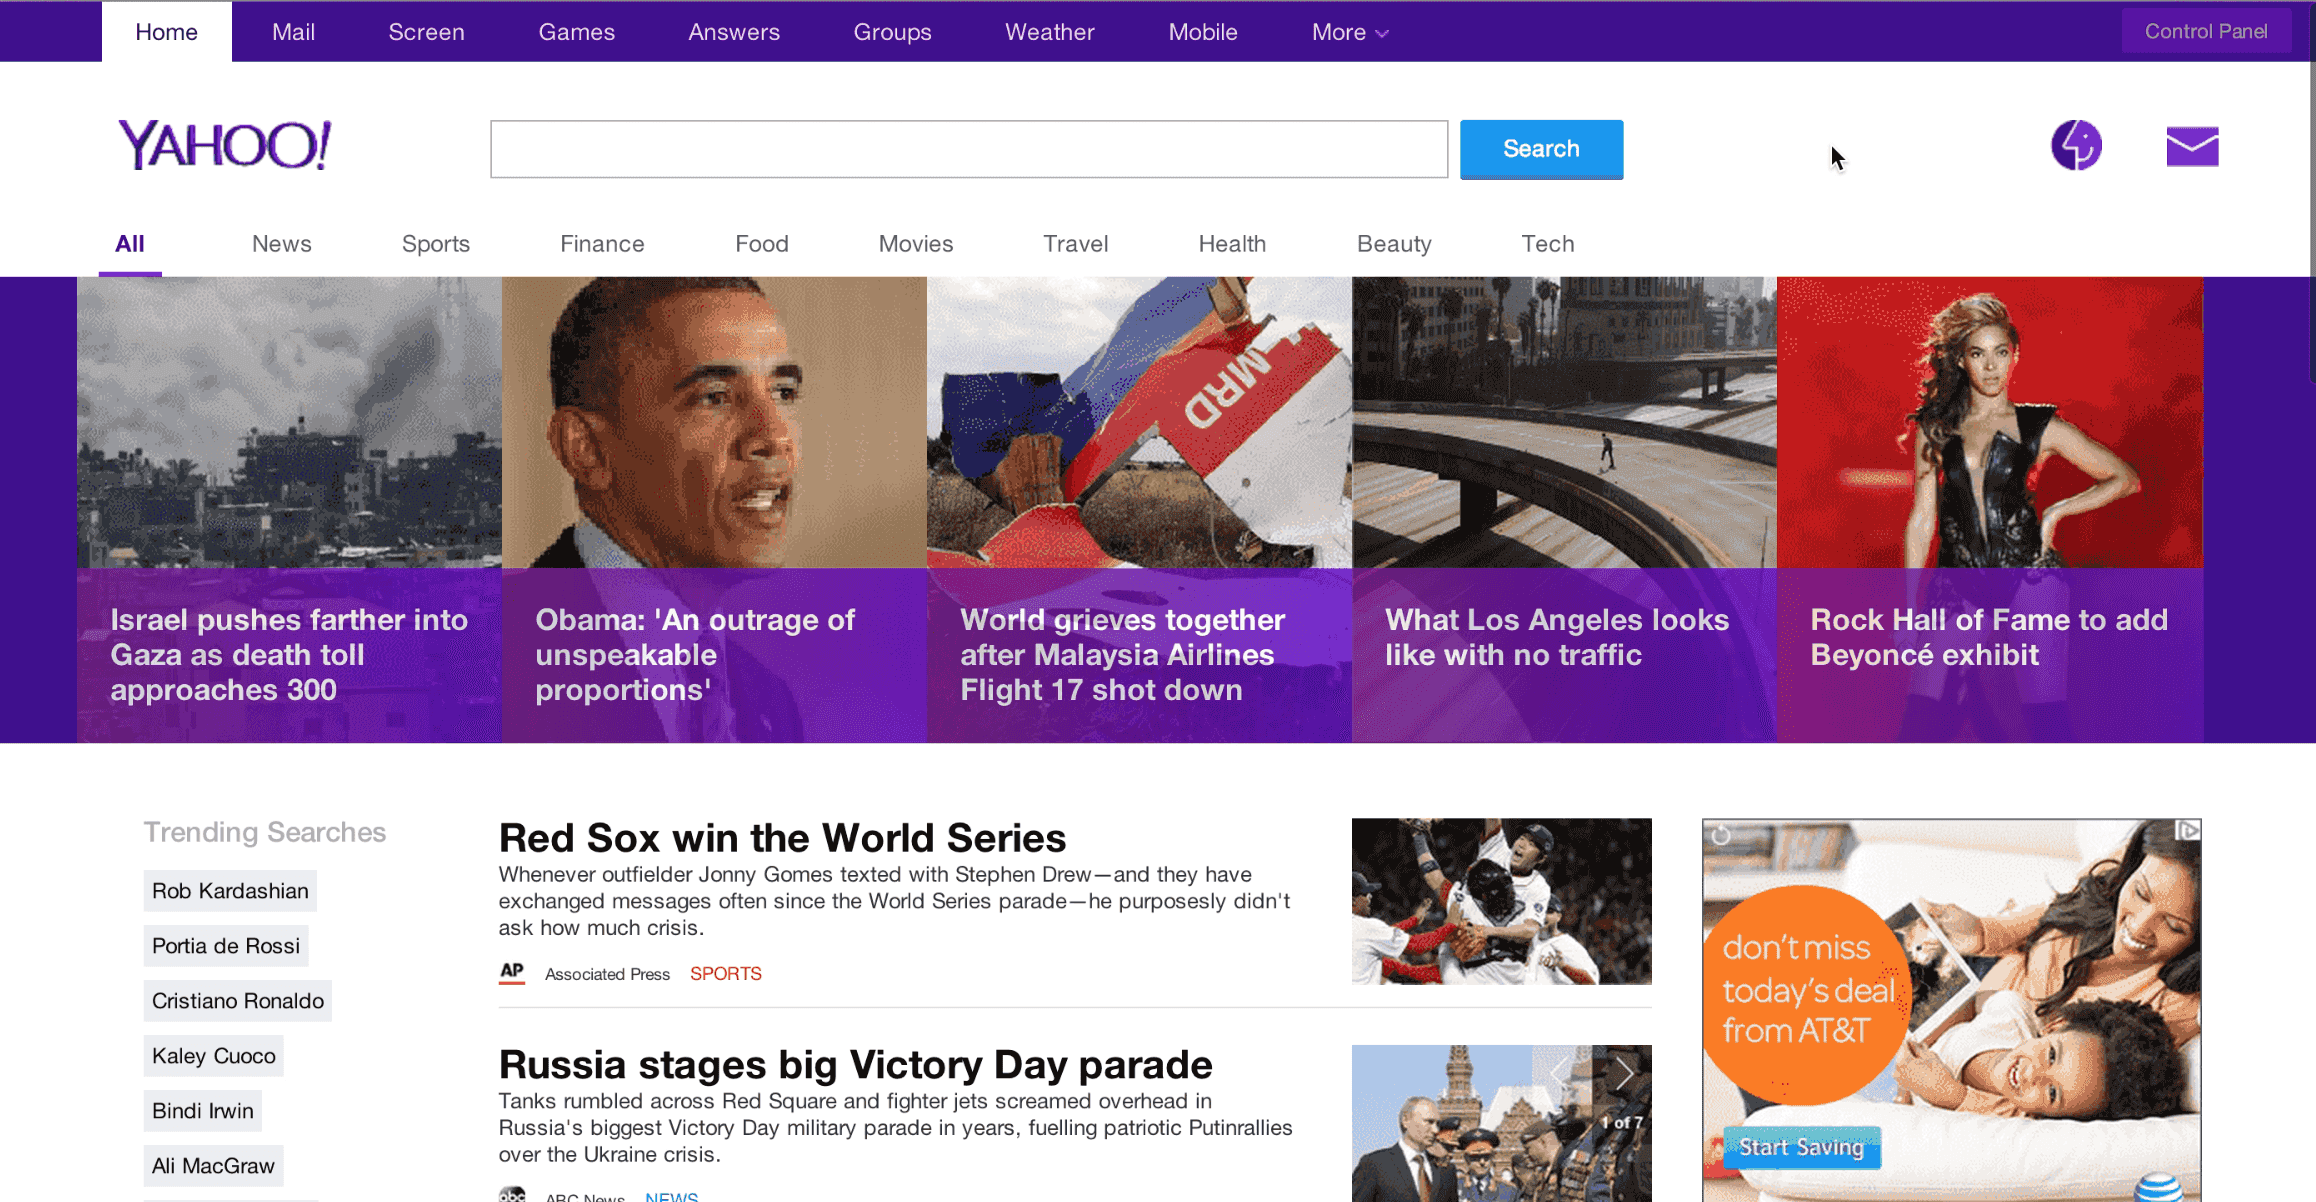 Home Mail Screen Games Answers Groups Weather Mobile More Control Panel
YAHOO! Search
All News Sports Finance Food Movies Travel Health Beauty Tech
MRD
Israel pushes farther into
Gaza as death toll
approaches 300
Obama: 'An outrage of
unspeakable
proportions'
World grieves together
after Malaysia Airlines
Flight 17 shot down
What Los Angeles looks
like with no traffic
Rock Hall of Fame to add
Beyoncé exhibit
Trending Searches
Rob Kardashian
Portia de Rossi
Cristiano Ronaldo
Kaley Cuoco
Bindi Irwin
Ali MacGraw
Red Sox win the World Series
Whenever outfielder Jonny Gomes texted with Stephen Drew—and they have
exchanged messages often since the World Series parade—he purposesly didn't
ask how much crisis.
AP Associated Press SPORTS
Russia stages big Victory Day parade
Tanks rumbled across Red Square and fighter jets screamed overhead in
Russia's biggest Victory Day military parade in years, fuelling patriotic Putinrallies
over the Ukraine crisis.
abc ABC News NEWS
1 of 7
don't miss
today's deal
from AT&T
Start Saving